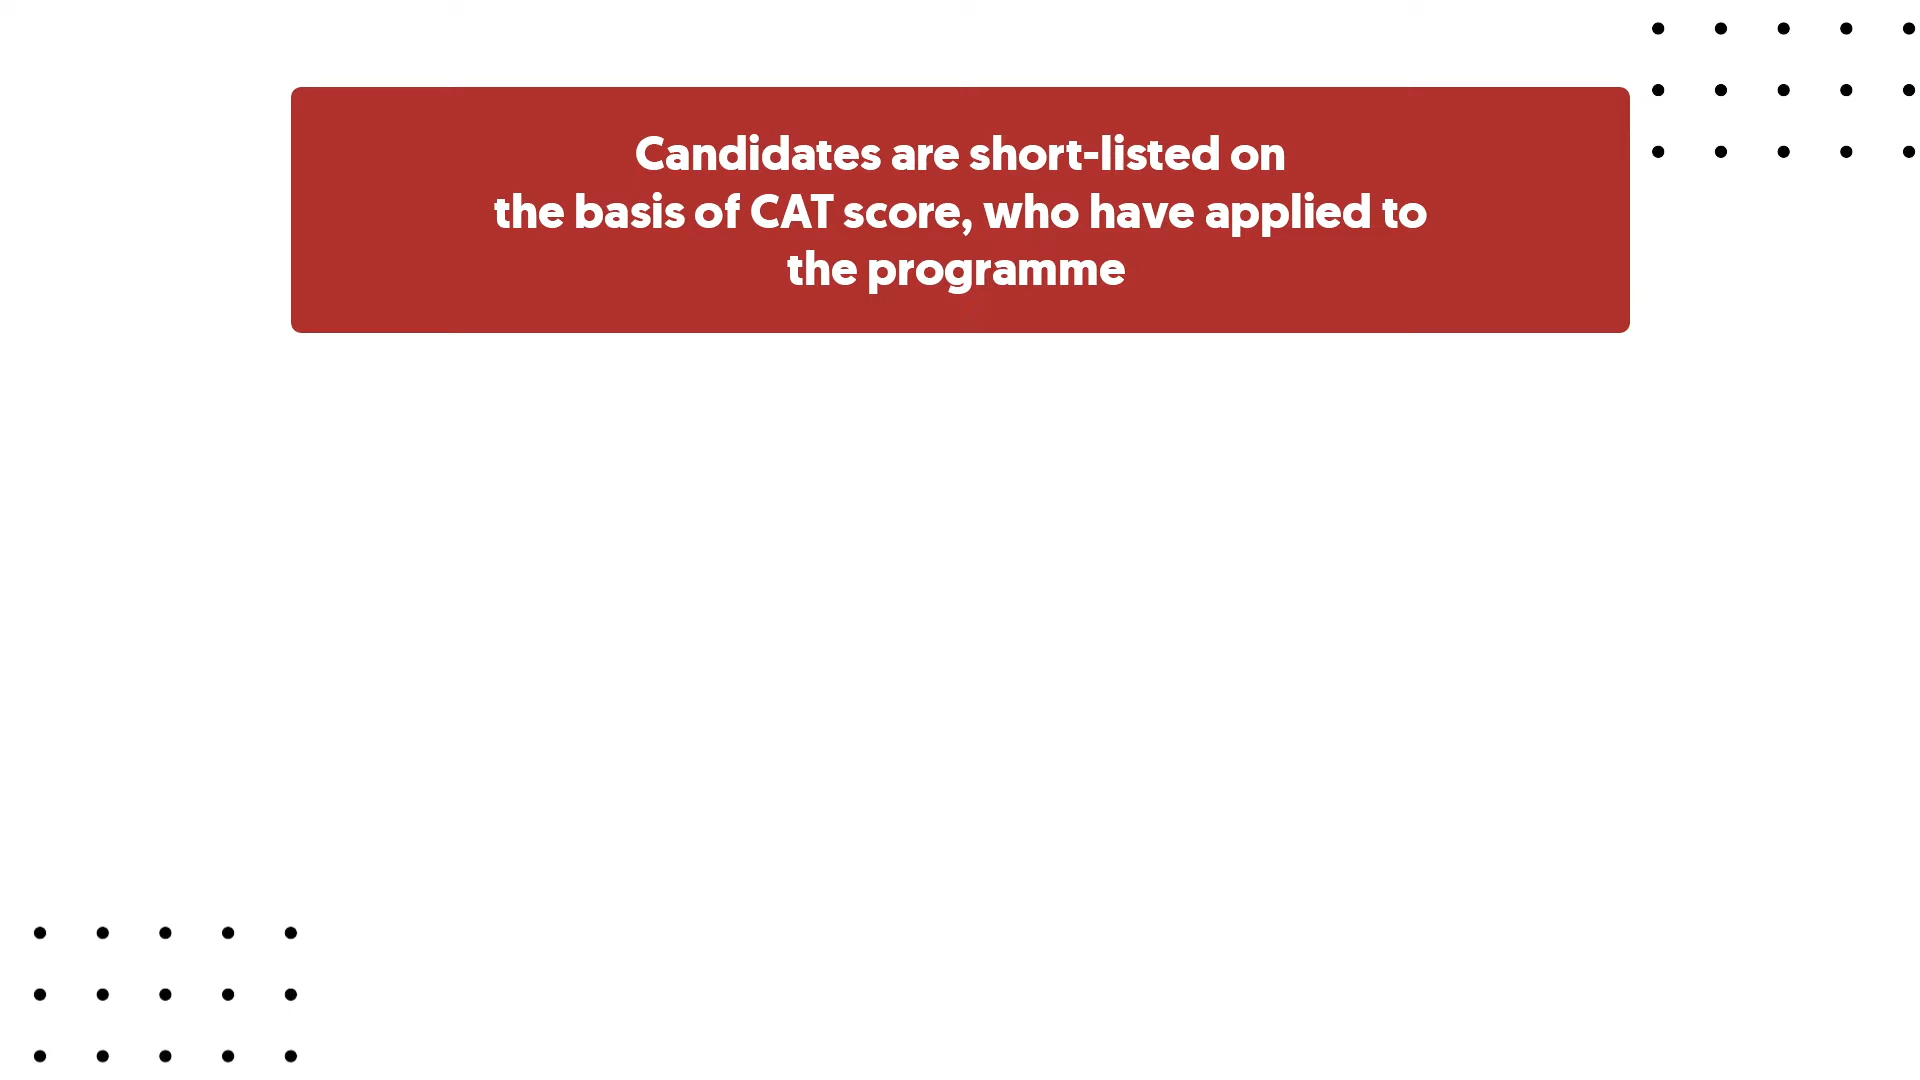 Candidates are short-listed on
the basis of CAT score, who have applied to
the programme